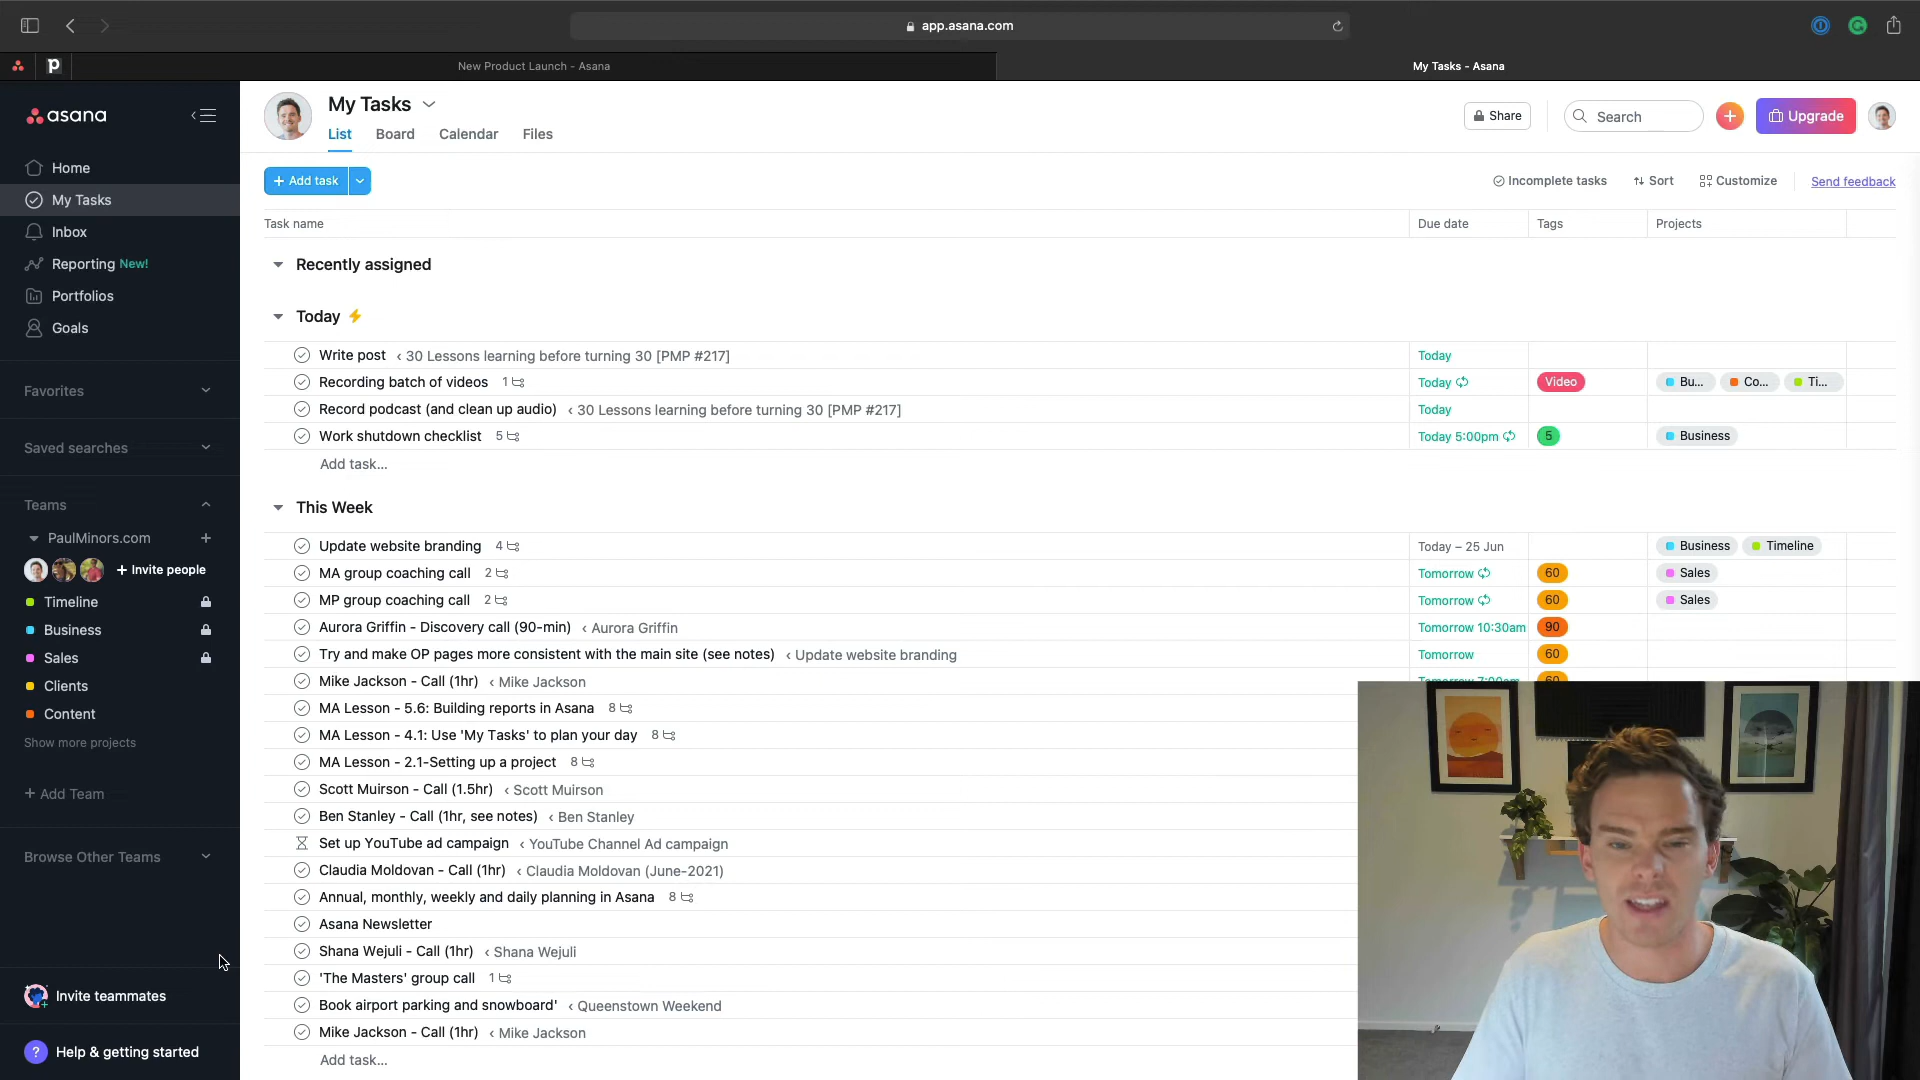 app.asana.com
p
New Product Launch - Asana
My Tasks - Asana
asana
Home
My Tasks
Inbox
Reporting New!
Portfolios
Goals
Favorites
Saved searches
Teams
PaulMinors.com
+ Invite people
Timeline
Business
Sales
Clients
Content
Show more projects
+ Add Team
Browse Other Teams
Invite teammates
? Help & getting started
My Tasks
List Board Calendar Files
Share
Search
Upgrade
+ Add task
Incomplete tasks
Sort
Customize
Send feedback
Task name Due date Tags Projects
Recently assigned
Today
Write post ‹ 30 Lessons learning before turning 30 [PMP #217] Today
Recording batch of videos 1 Today Video Bu... Co... Ti...
Record podcast (and clean up audio) ‹ 30 Lessons learning before turning 30 [PMP #217] Today
Work shutdown checklist 5 Today 5:00pm 5 Business
Add task...
This Week
Update website branding 4 Today – 25 Jun Business Timeline
MA group coaching call 2 Tomorrow 60 Sales
MP group coaching call 2 Tomorrow 60 Sales
Aurora Griffin - Discovery call (90-min) ‹ Aurora Griffin Tomorrow 10:30am 90
Try and make OP pages more consistent with the main site (see notes) ‹ Update website branding Tomorrow 60
Mike Jackson - Call (1hr) ‹ Mike Jackson
MA Lesson - 5.6: Building reports in Asana 8
MA Lesson - 4.1: Use 'My Tasks' to plan your day 8
MA Lesson - 2.1-Setting up a project 8
Scott Muirson - Call (1.5hr) ‹ Scott Muirson
Ben Stanley - Call (1hr, see notes) ‹ Ben Stanley
Set up YouTube ad campaign ‹ YouTube Channel Ad campaign
Claudia Moldovan - Call (1hr) ‹ Claudia Moldovan (June-2021)
Annual, monthly, weekly and daily planning in Asana 8
Asana Newsletter
Shana Wejuli - Call (1hr) ‹ Shana Wejuli
'The Masters' group call 1
Book airport parking and snowboard' ‹ Queenstown Weekend
Mike Jackson - Call (1hr) ‹ Mike Jackson
Add task...